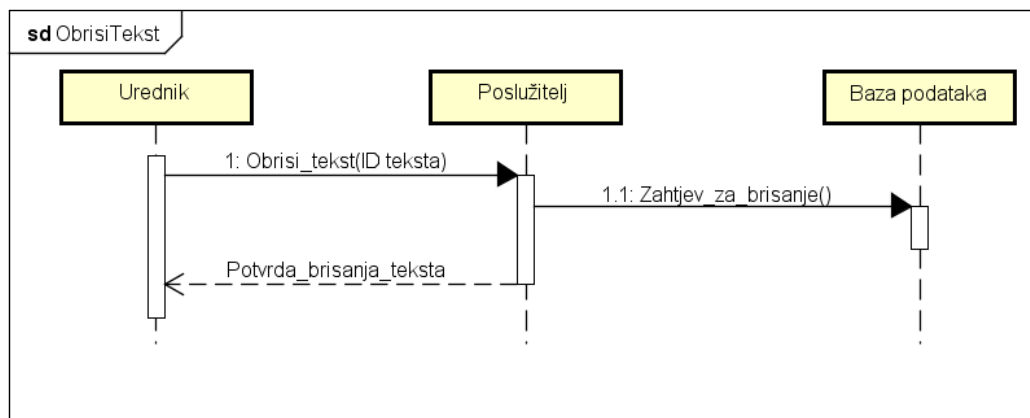 sd ObrisiTekst
Urednik
Poslužitelj
Baza podataka
1: Obrisi_tekst(ID teksta)
1.1: Zahtjev_za_brisanje()
Potvrda_brisanja_teksta